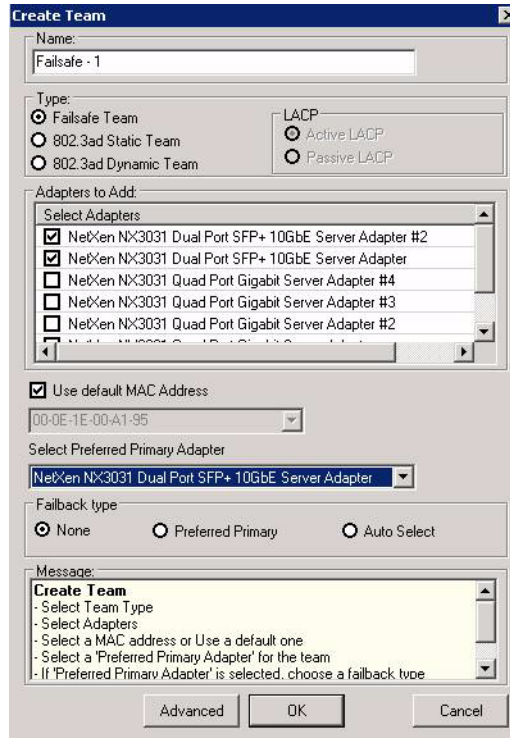 Create Team
Name:
Failsafe - 1
Type:
Failsafe Team
802.3ad Static Team
802.3ad Dynamic Team
LACP
Active LACP
Passive LACP
Adapters to Add:
Select Adapters
NetXen NX3031 Dual Port SFP+ 10GbE Server Adapter #2
NetXen NX3031 Dual Port SFP+ 10GbE Server Adapter
NetXen NX3031 Quad Port Gigabit Server Adapter #4
NetXen NX3031 Quad Port Gigabit Server Adapter #3
NetXen NX3031 Quad Port Gigabit Server Adapter #2
Use default MAC Address
00-0E-1E-00-A1-95
Select Preferred Primary Adapter
NetXen NX3031 Dual Port SFP+ 10GbE Server Adapter
Failback type
None
Preferred Primary
Auto Select
Message:
Create Team
- Select Team Type
- Select Adapters
- Select a MAC address or Use a default one
- Select a 'Preferred Primary Adapter' for the team
- If 'Preferred Primary Adapter' is selected, choose a failback type
Advanced
OK
Cancel